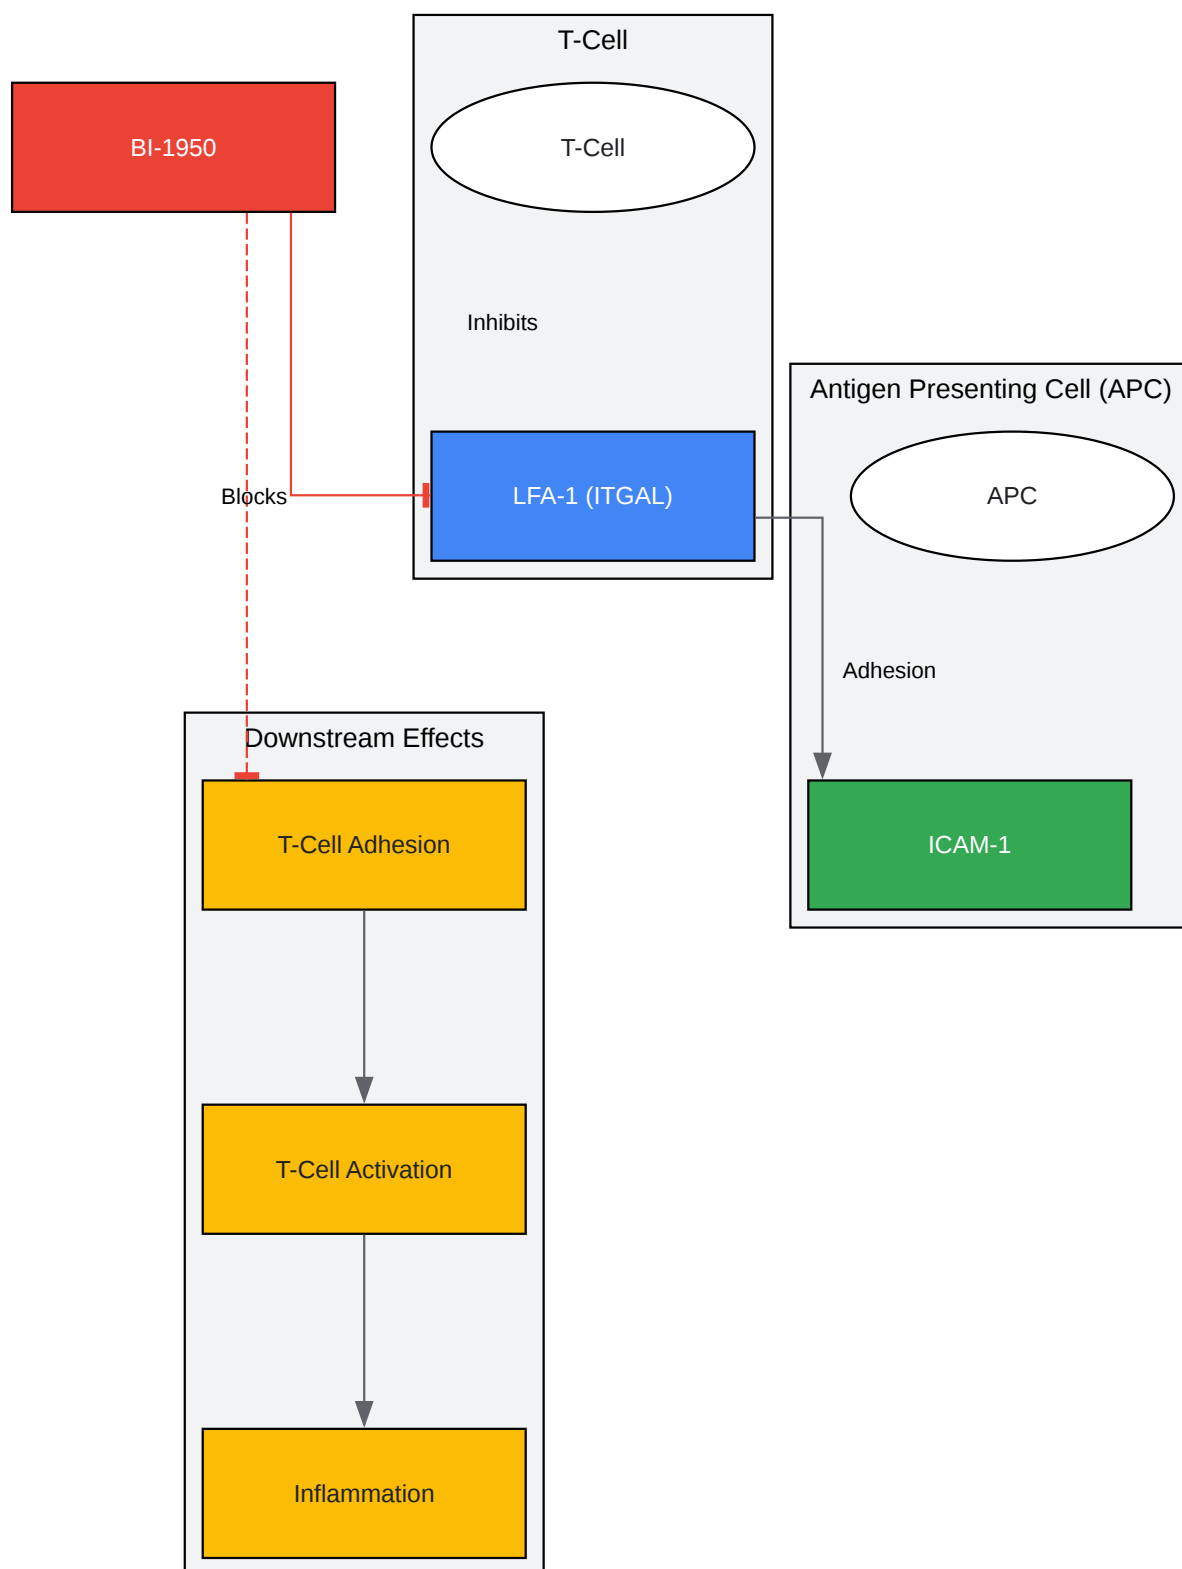 T-Cell
BI-1950
T-Cell
Inhibits
Antigen Presenting Cell (APC)
Blocks
LFA-1 (ITGAL)
APC
Adhesion
Downstream Effects
T-Cell Adhesion
ICAM-1
T-Cell Activation
Inflammation